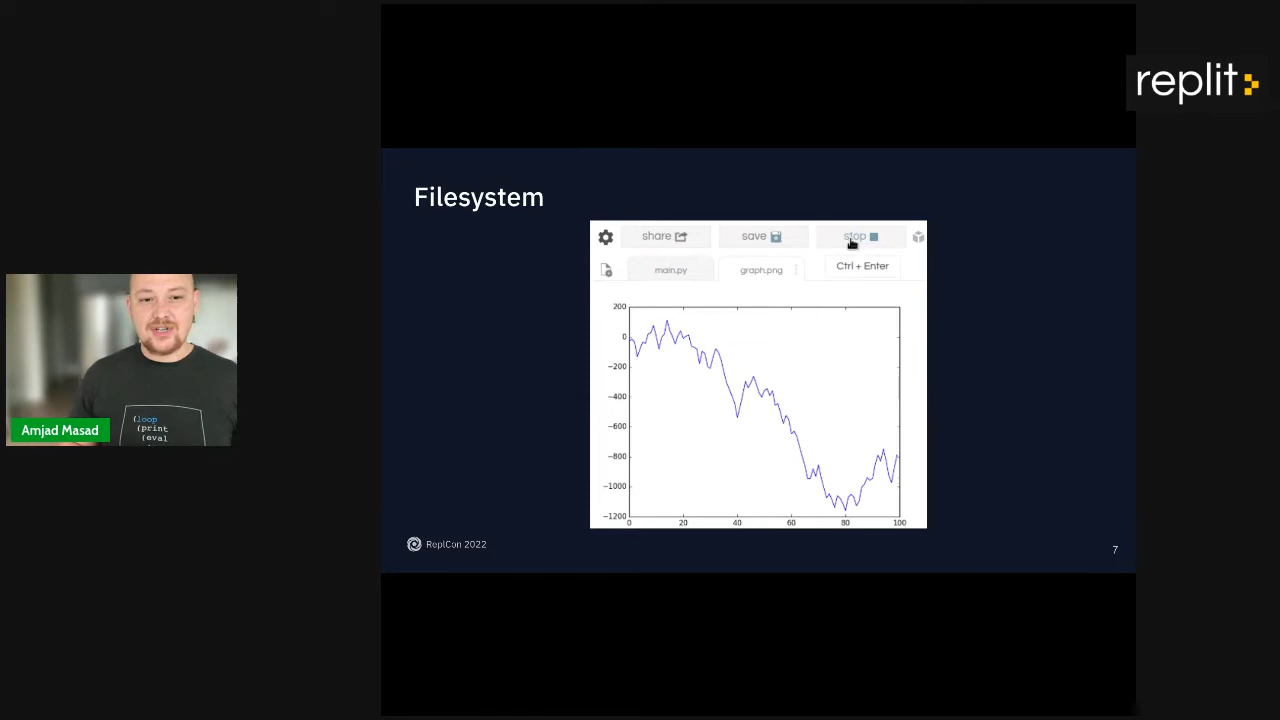 replit
Filesystem
share
save
stop
main.py
graph.png
Ctrl + Enter
200
0
−200
−400
−600
−800
−1000
−1200
0 20 40 60 80 100
(loop
(print
(eval
Amjad Masad
ReplCon 2022
7